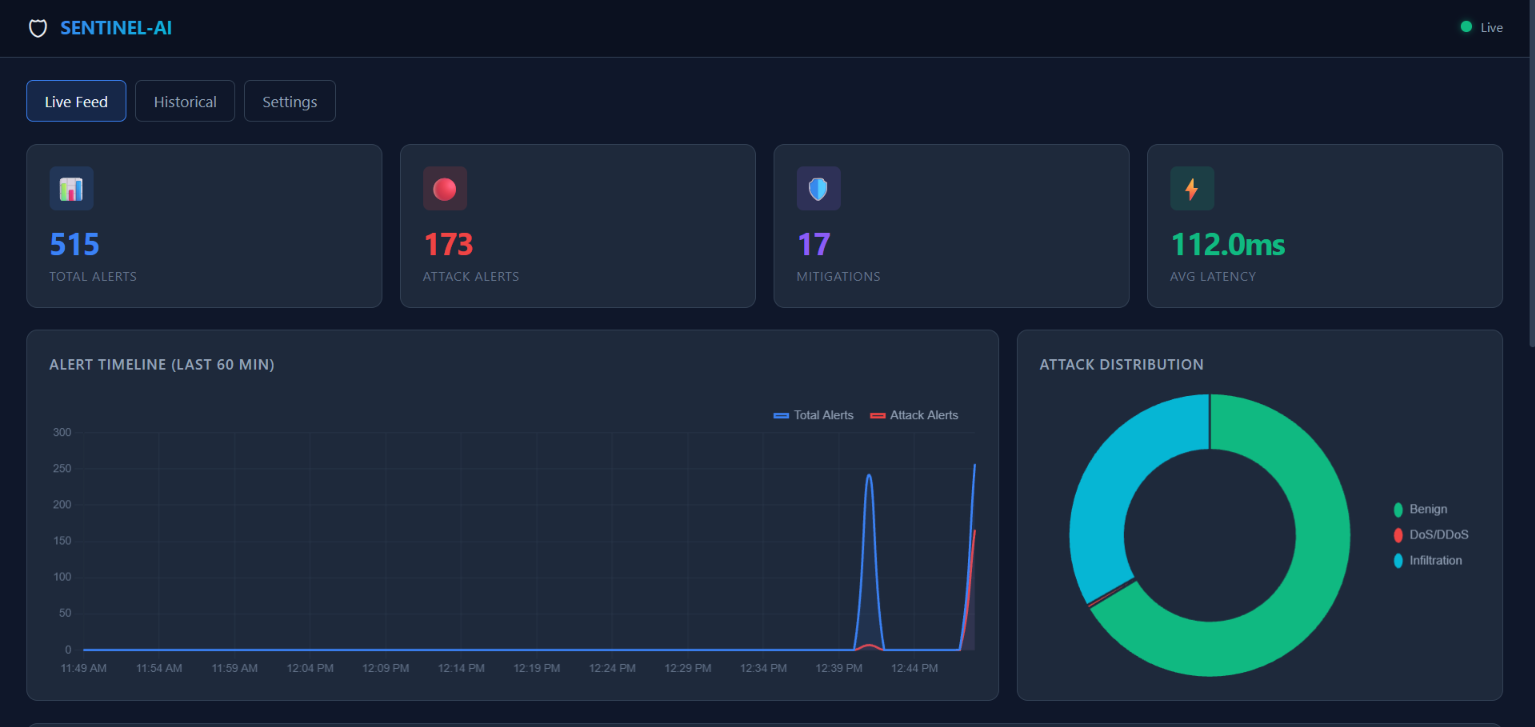 SENTINEL-AI
Live
Live Feed Historical Settings
515
TOTAL ALERTS
173
ATTACK ALERTS
17
MITIGATIONS
112.0ms
AVG LATENCY
ALERT TIMELINE (LAST 60 MIN)
Total Alerts Attack Alerts
300
250
200
150
100
50
0
11:49 AM 11:54 AM 11:59 AM 12:04 PM 12:09 PM 12:14 PM 12:19 PM 12:24 PM 12:29 PM 12:34 PM 12:39 PM 12:44 PM
ATTACK DISTRIBUTION
Benign
DoS/DDoS
Infiltration